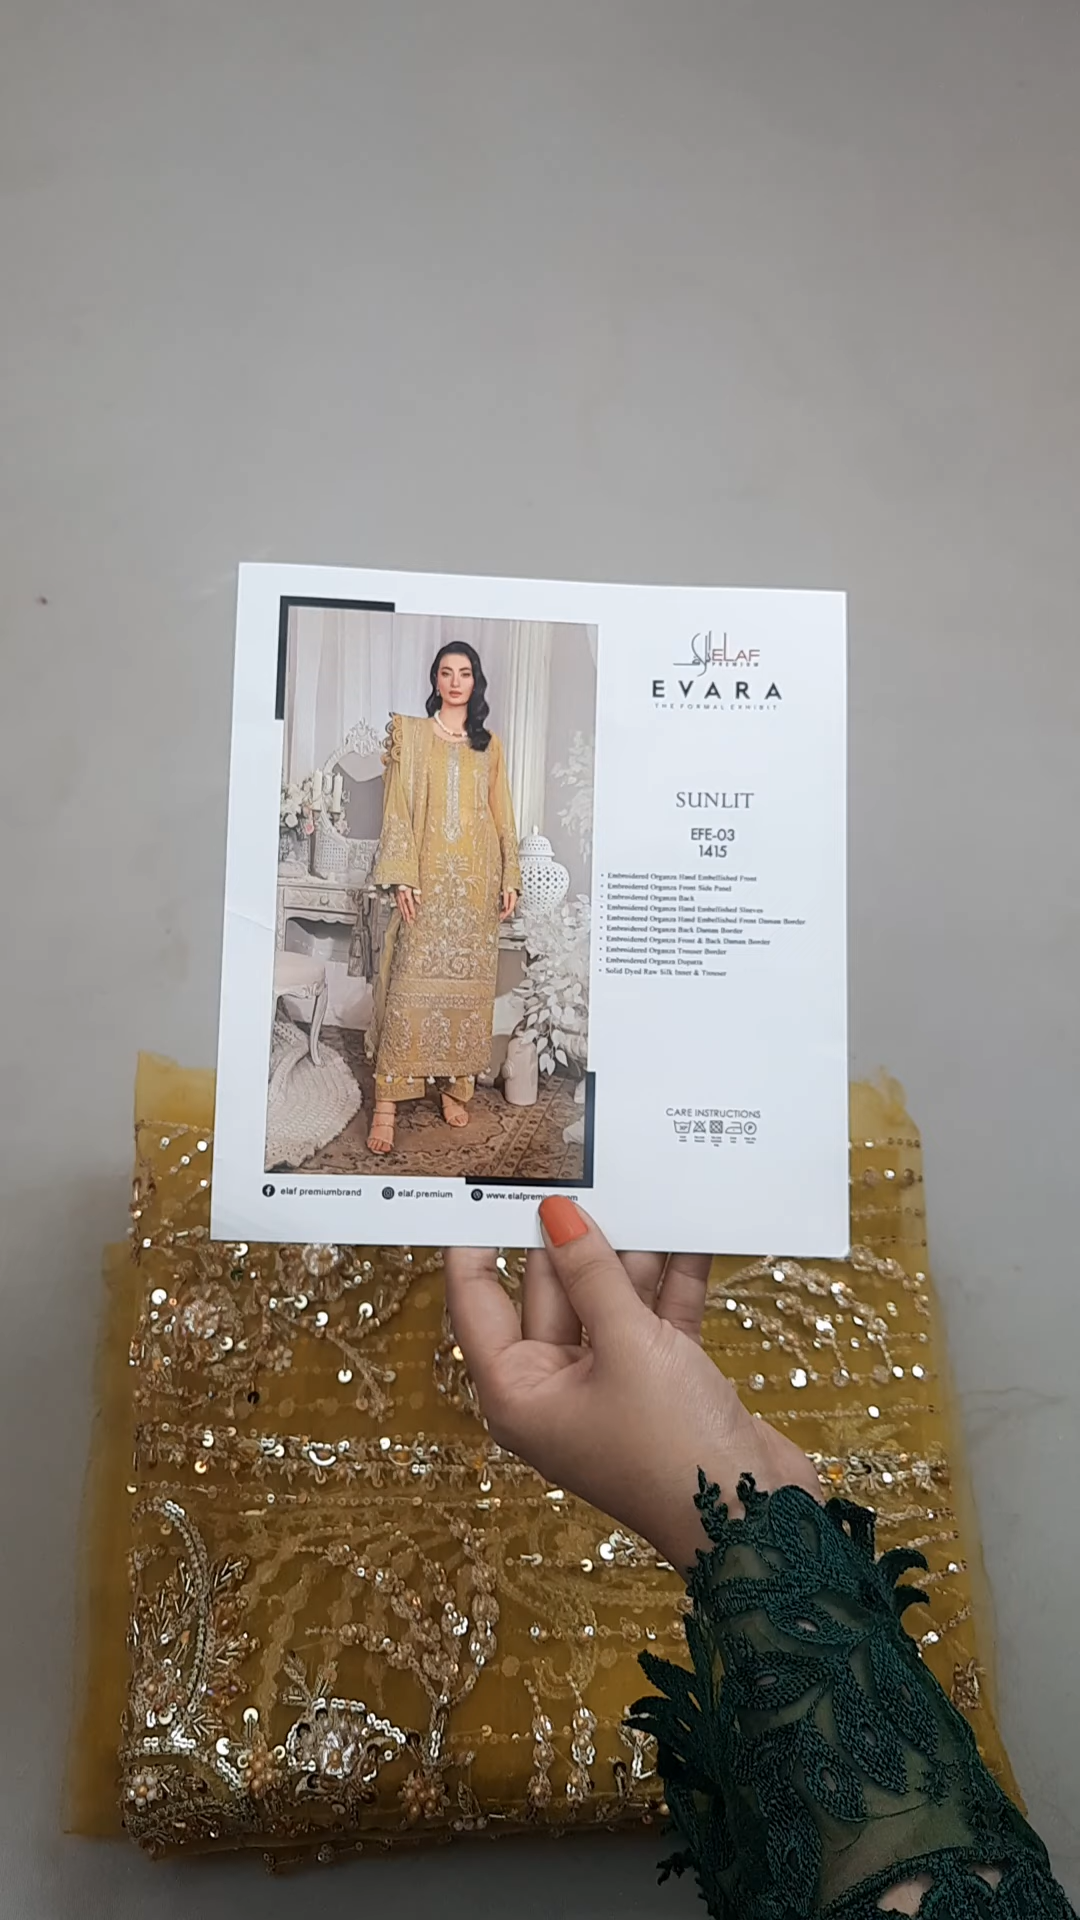 ELAF
PREMIUM
EVARA
THE FORMAL EXHIBIT
SUNLIT
EFE-03
1415
• Embroidered Organza Hand Embellished Front
• Embroidered Organza Front Side Panel
• Embroidered Organza Back
• Embroidered Organza Hand Embellished Sleeves
• Embroidered Organza Hand Embellished Front Daman Border
• Embroidered Organza Back Daman Border
• Embroidered Organza Front & Back Daman Border
• Embroidered Organza Trouser Border
• Embroidered Organza Dupatta
• Solid Dyed Raw Silk Inner & Trouser
CARE INSTRUCTIONS
elaf premiumbrand
elaf.premium